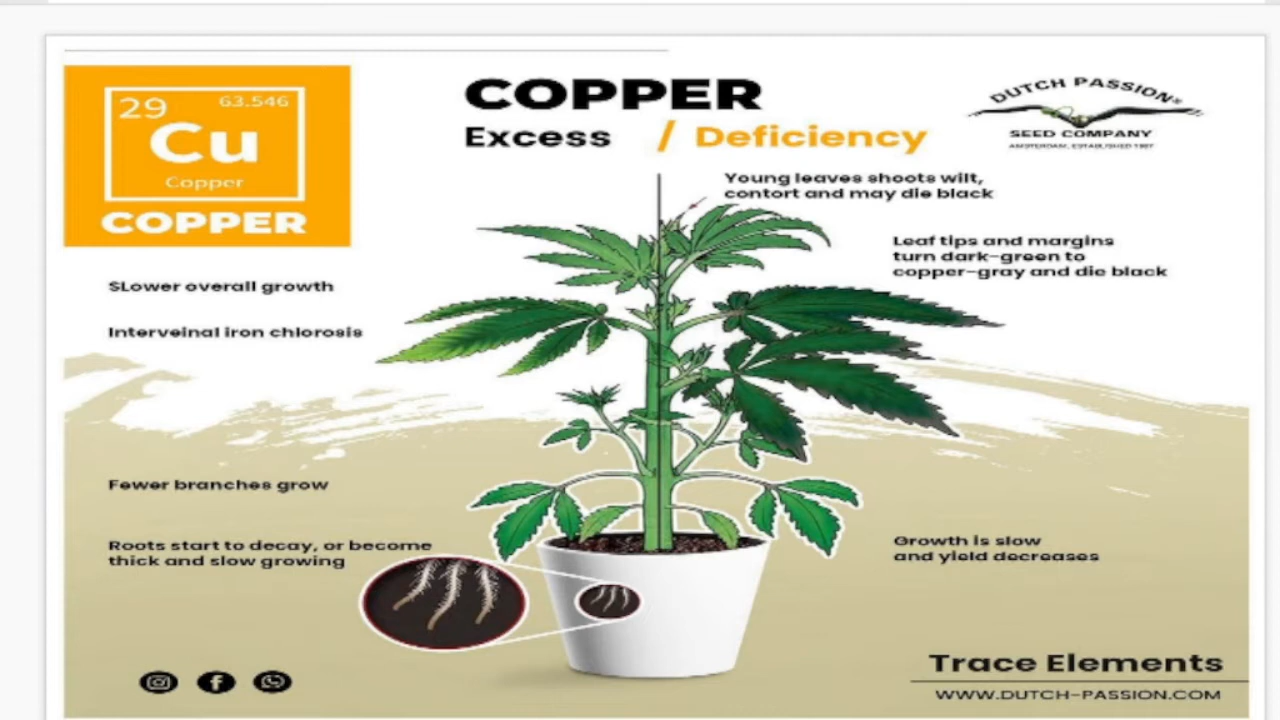 29
63.546
Cu
Copper
COPPER
COPPER
Excess / Deficiency
DUTCH PASSION
SEED COMPANY
AMSTERDAM, ESTABLISHED 1987
Young leaves shoots wilt,
contort and may die black
Leaf tips and margins
turn dark-green to
copper-gray and die black
SLower overall growth
Interveinal iron chlorosis
Fewer branches grow
Roots start to decay, or become
thick and slow growing
Growth is slow
and yield decreases
Trace Elements
WWW.DUTCH-PASSION.COM